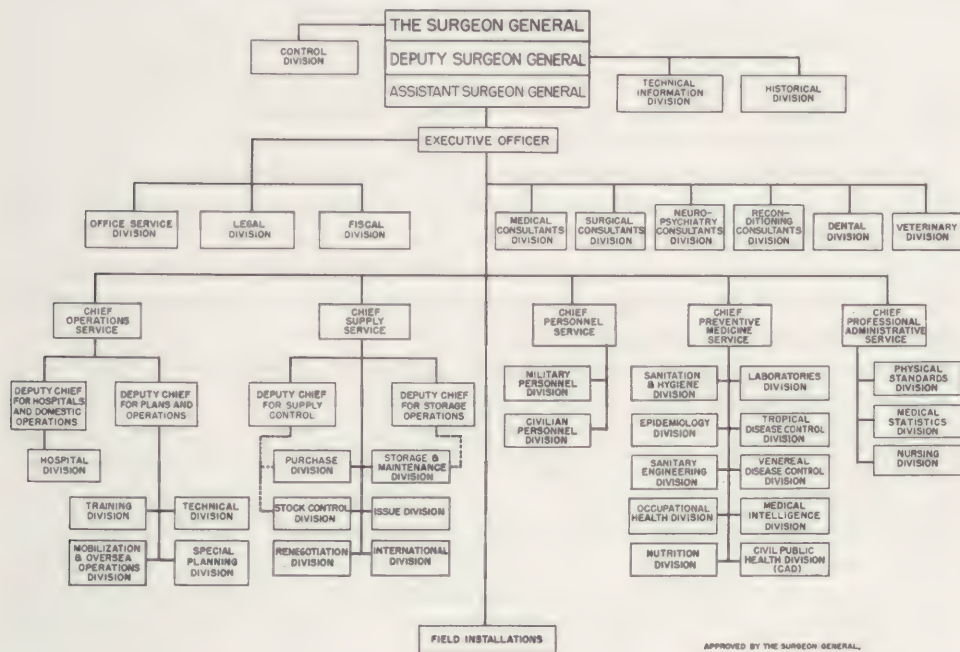 THE SURGEON GENERAL
DEPUTY SURGEON GENERAL
ASSISTANT SURGEON GENERAL
CONTROL
DIVISION
TECHNICAL
INFORMATION
DIVISION
HISTORICAL
DIVISION
EXECUTIVE OFFICER
OFFICE SERVICE
DIVISION
LEGAL
DIVISION
FISCAL
DIVISION
MEDICAL
CONSULTANTS
DIVISION
SURGICAL
CONSULTANTS
DIVISION
NEURO-
PSYCHIATRY
CONSULTANTS
DIVISION
RECON-
DITIONING
CONSULTANTS
DIVISION
DENTAL
DIVISION
VETERINARY
DIVISION
CHIEF
OPERATIONS
SERVICE
CHIEF
SUPPLY
SERVICE
CHIEF
PERSONNEL
SERVICE
CHIEF
PREVENTIVE
MEDICINE
SERVICE
CHIEF
PROFESSIONAL
ADMINISTRATIVE
SERVICE
DEPUTY CHIEF
FOR HOSPITALS
AND DOMESTIC
OPERATIONS
DEPUTY CHIEF
FOR PLANS AND
OPERATIONS
HOSPITAL
DIVISION
TRAINING
DIVISION
TECHNICAL
DIVISION
MOBILIZATION
& OVERSEA
OPERATIONS
DIVISION
SPECIAL
PLANNING
DIVISION
DEPUTY CHIEF
FOR SUPPLY
CONTROL
DEPUTY CHIEF
FOR STORAGE
OPERATIONS
PURCHASE
DIVISION
STORAGE &
MAINTENANCE
DIVISION
STOCK CONTROL
DIVISION
ISSUE DIVISION
RENEGOTIATION
DIVISION
INTERNATIONAL
DIVISION
MILITARY
PERSONNEL
DIVISION
CIVILIAN
PERSONNEL
DIVISION
SANITATION
& HYGIENE
DIVISION
LABORATORIES
DIVISION
EPIDEMIOLOGY
DIVISION
TROPICAL
DISEASE CONTROL
DIVISION
SANITARY
ENGINEERING
DIVISION
VENEREAL
DISEASE CONTROL
DIVISION
OCCUPATIONAL
HEALTH DIVISION
MEDICAL
INTELLIGENCE
DIVISION
NUTRITION
DIVISION
CIVIL PUBLIC
HEALTH DIVISION
(CAD)
PHYSICAL
STANDARDS
DIVISION
MEDICAL
STATISTICS
DIVISION
NURSING
DIVISION
FIELD INSTALLATIONS
APPROVED BY THE SURGEON GENERAL,